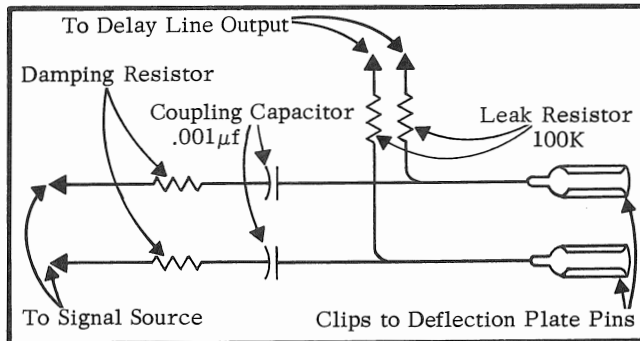 To Delay Line Output
Damping Resistor
Coupling Capacitor
.001μf
Leak Resistor
100K
To Signal Source
Clips to Deflection Plate Pins